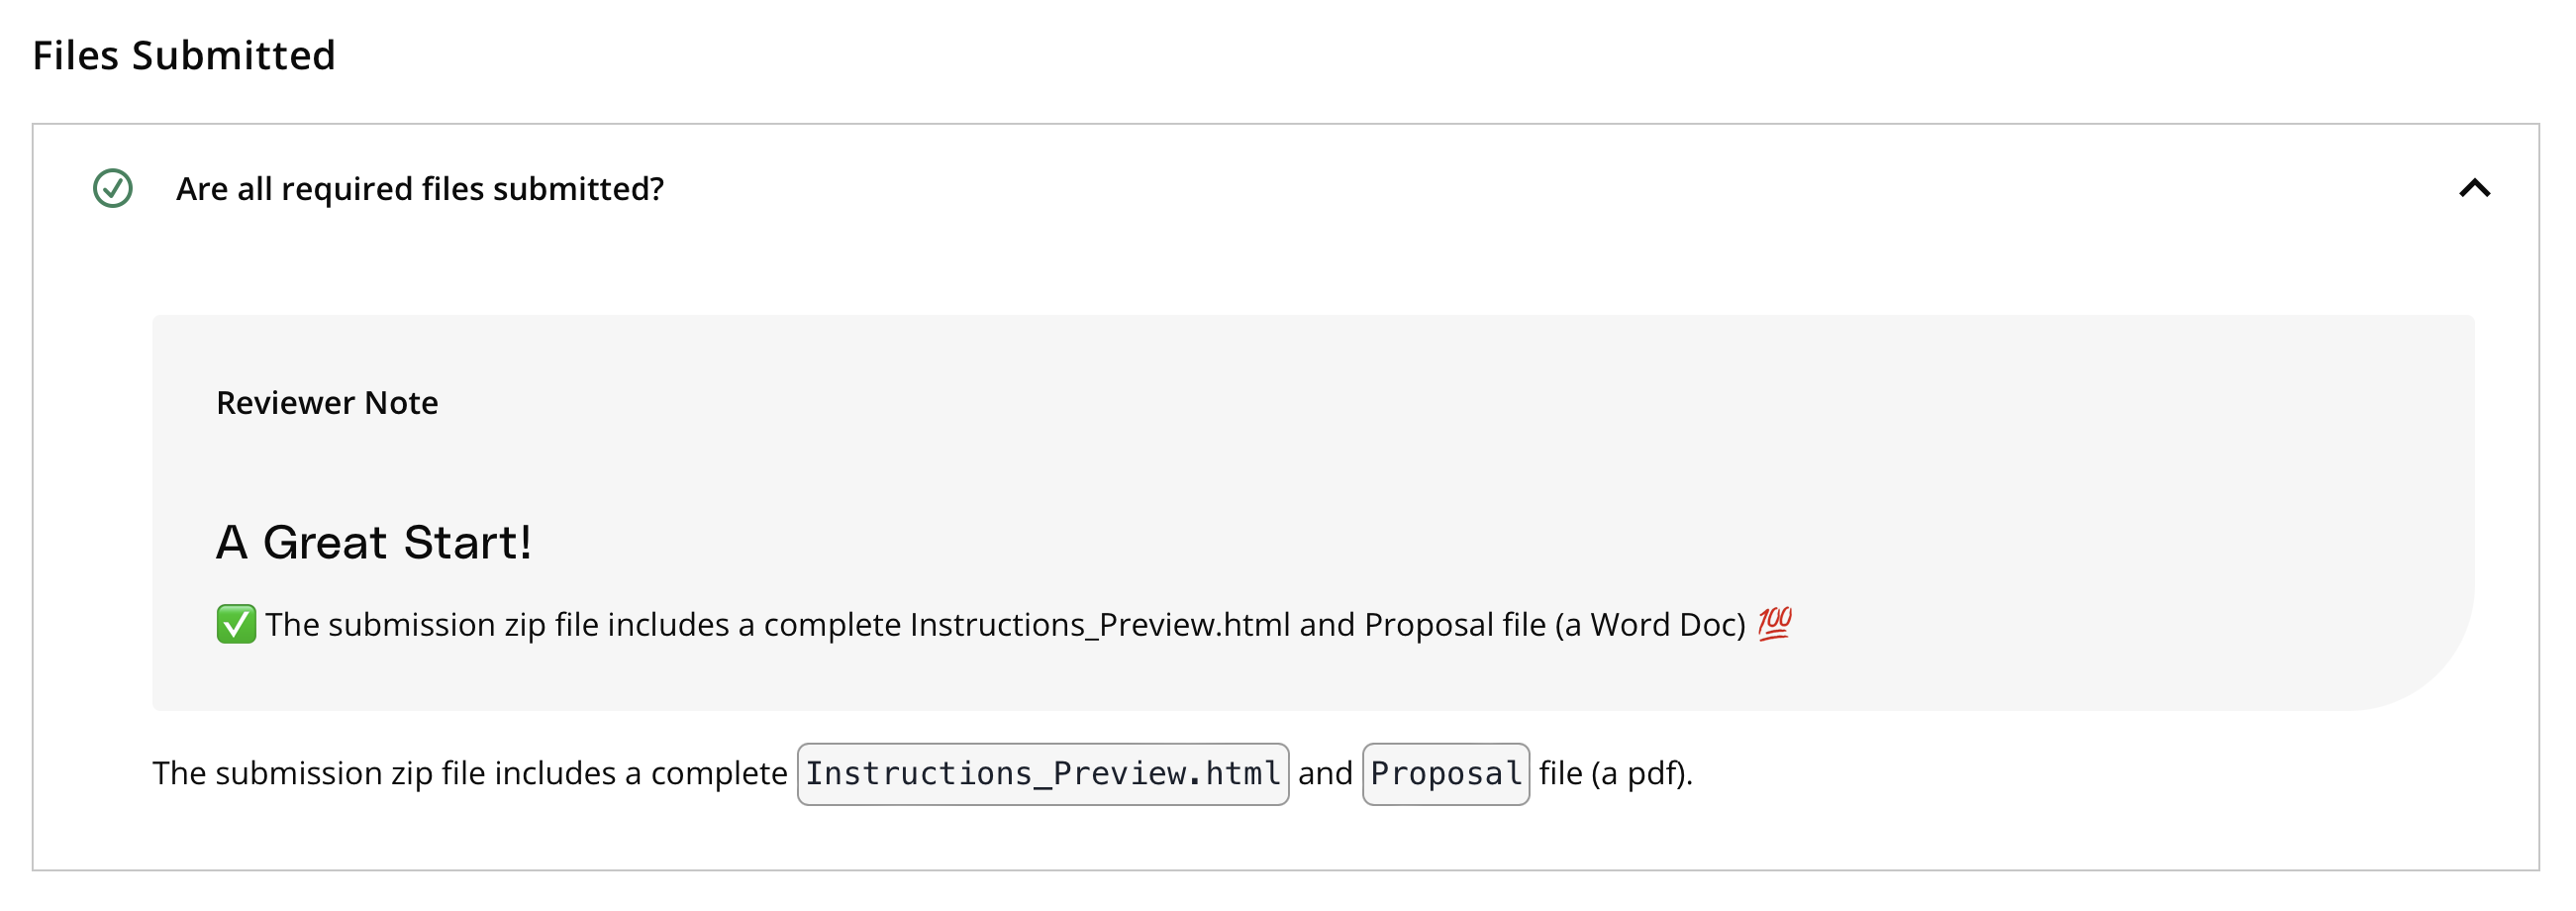 Files Submitted
Are all required files submitted?
Reviewer Note
A Great Start!
✅ The submission zip file includes a complete Instructions_Preview.html and Proposal file (a Word Doc) 💯
The submission zip file includes a complete Instructions_Preview.html and Proposal file (a pdf).